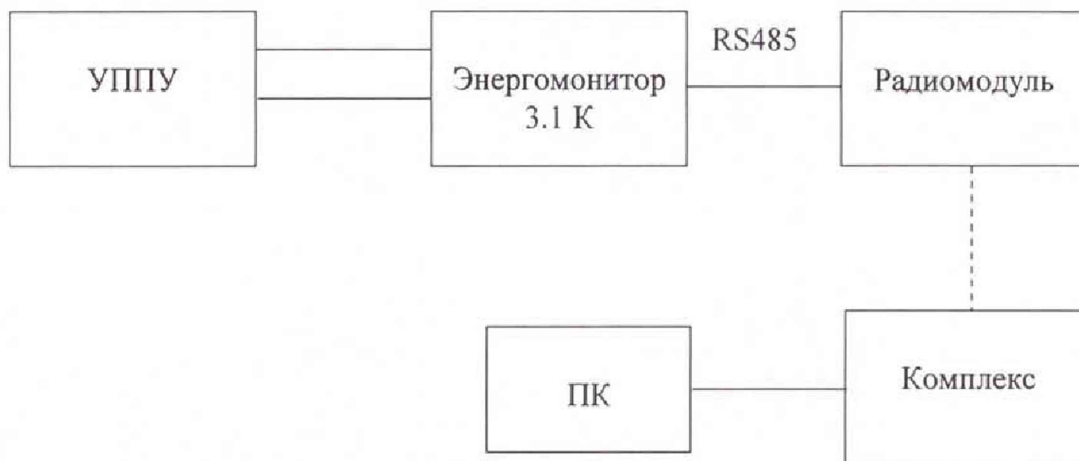 УППУ
Энергомонитор
3.1 К
RS485
Радиомодуль
ПК
Комплекс